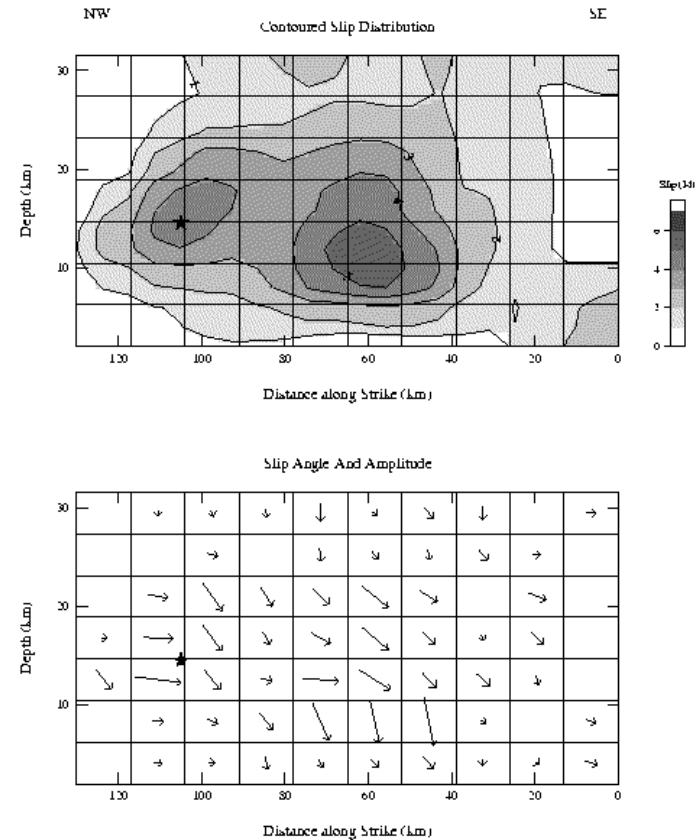 NW SE
Contoured Slip Distribution
30
20
10
Depth (km)
120 100 80 60 40 20 0
Distance along Strike (km)
6
4
2
0
Slip Angle And Amplitude
30
20
10
Depth (km)
120 100 80 60 40 20 0
Distance along Strike (km)